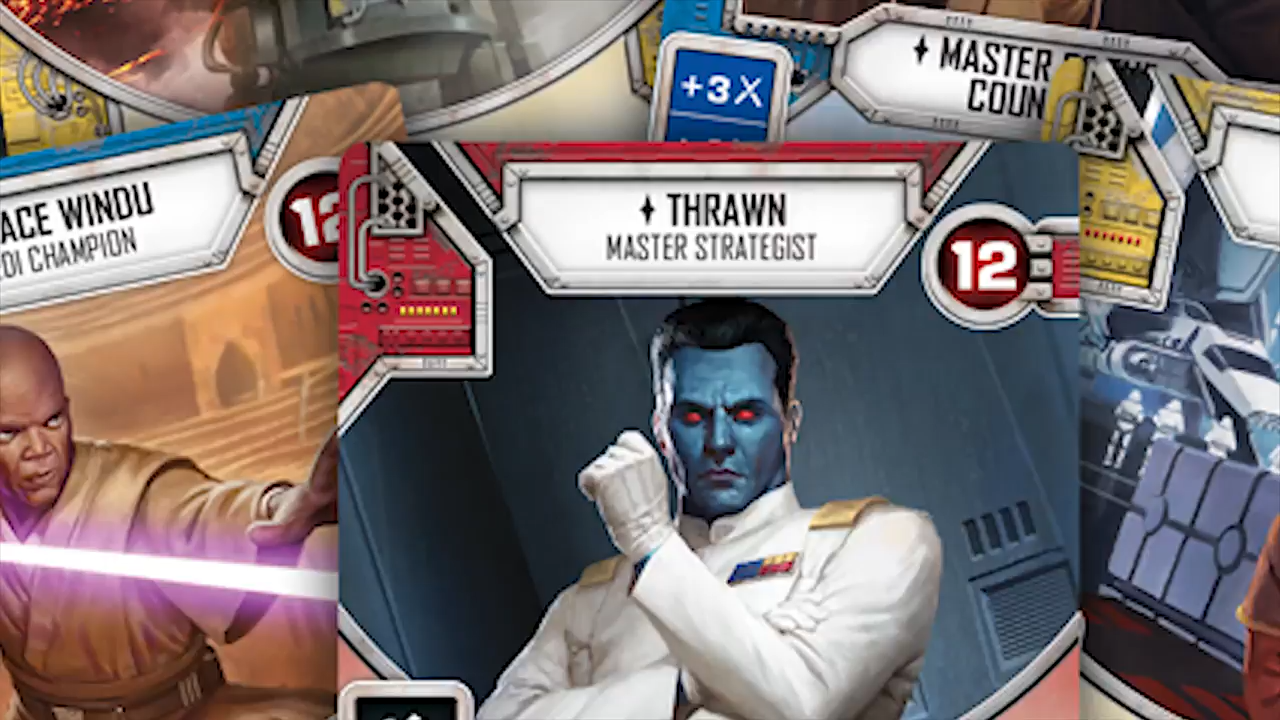 +3X
MASTER
COUN
ACE WINDU
DI CHAMPION
12
THRAWN
MASTER STRATEGIST
12